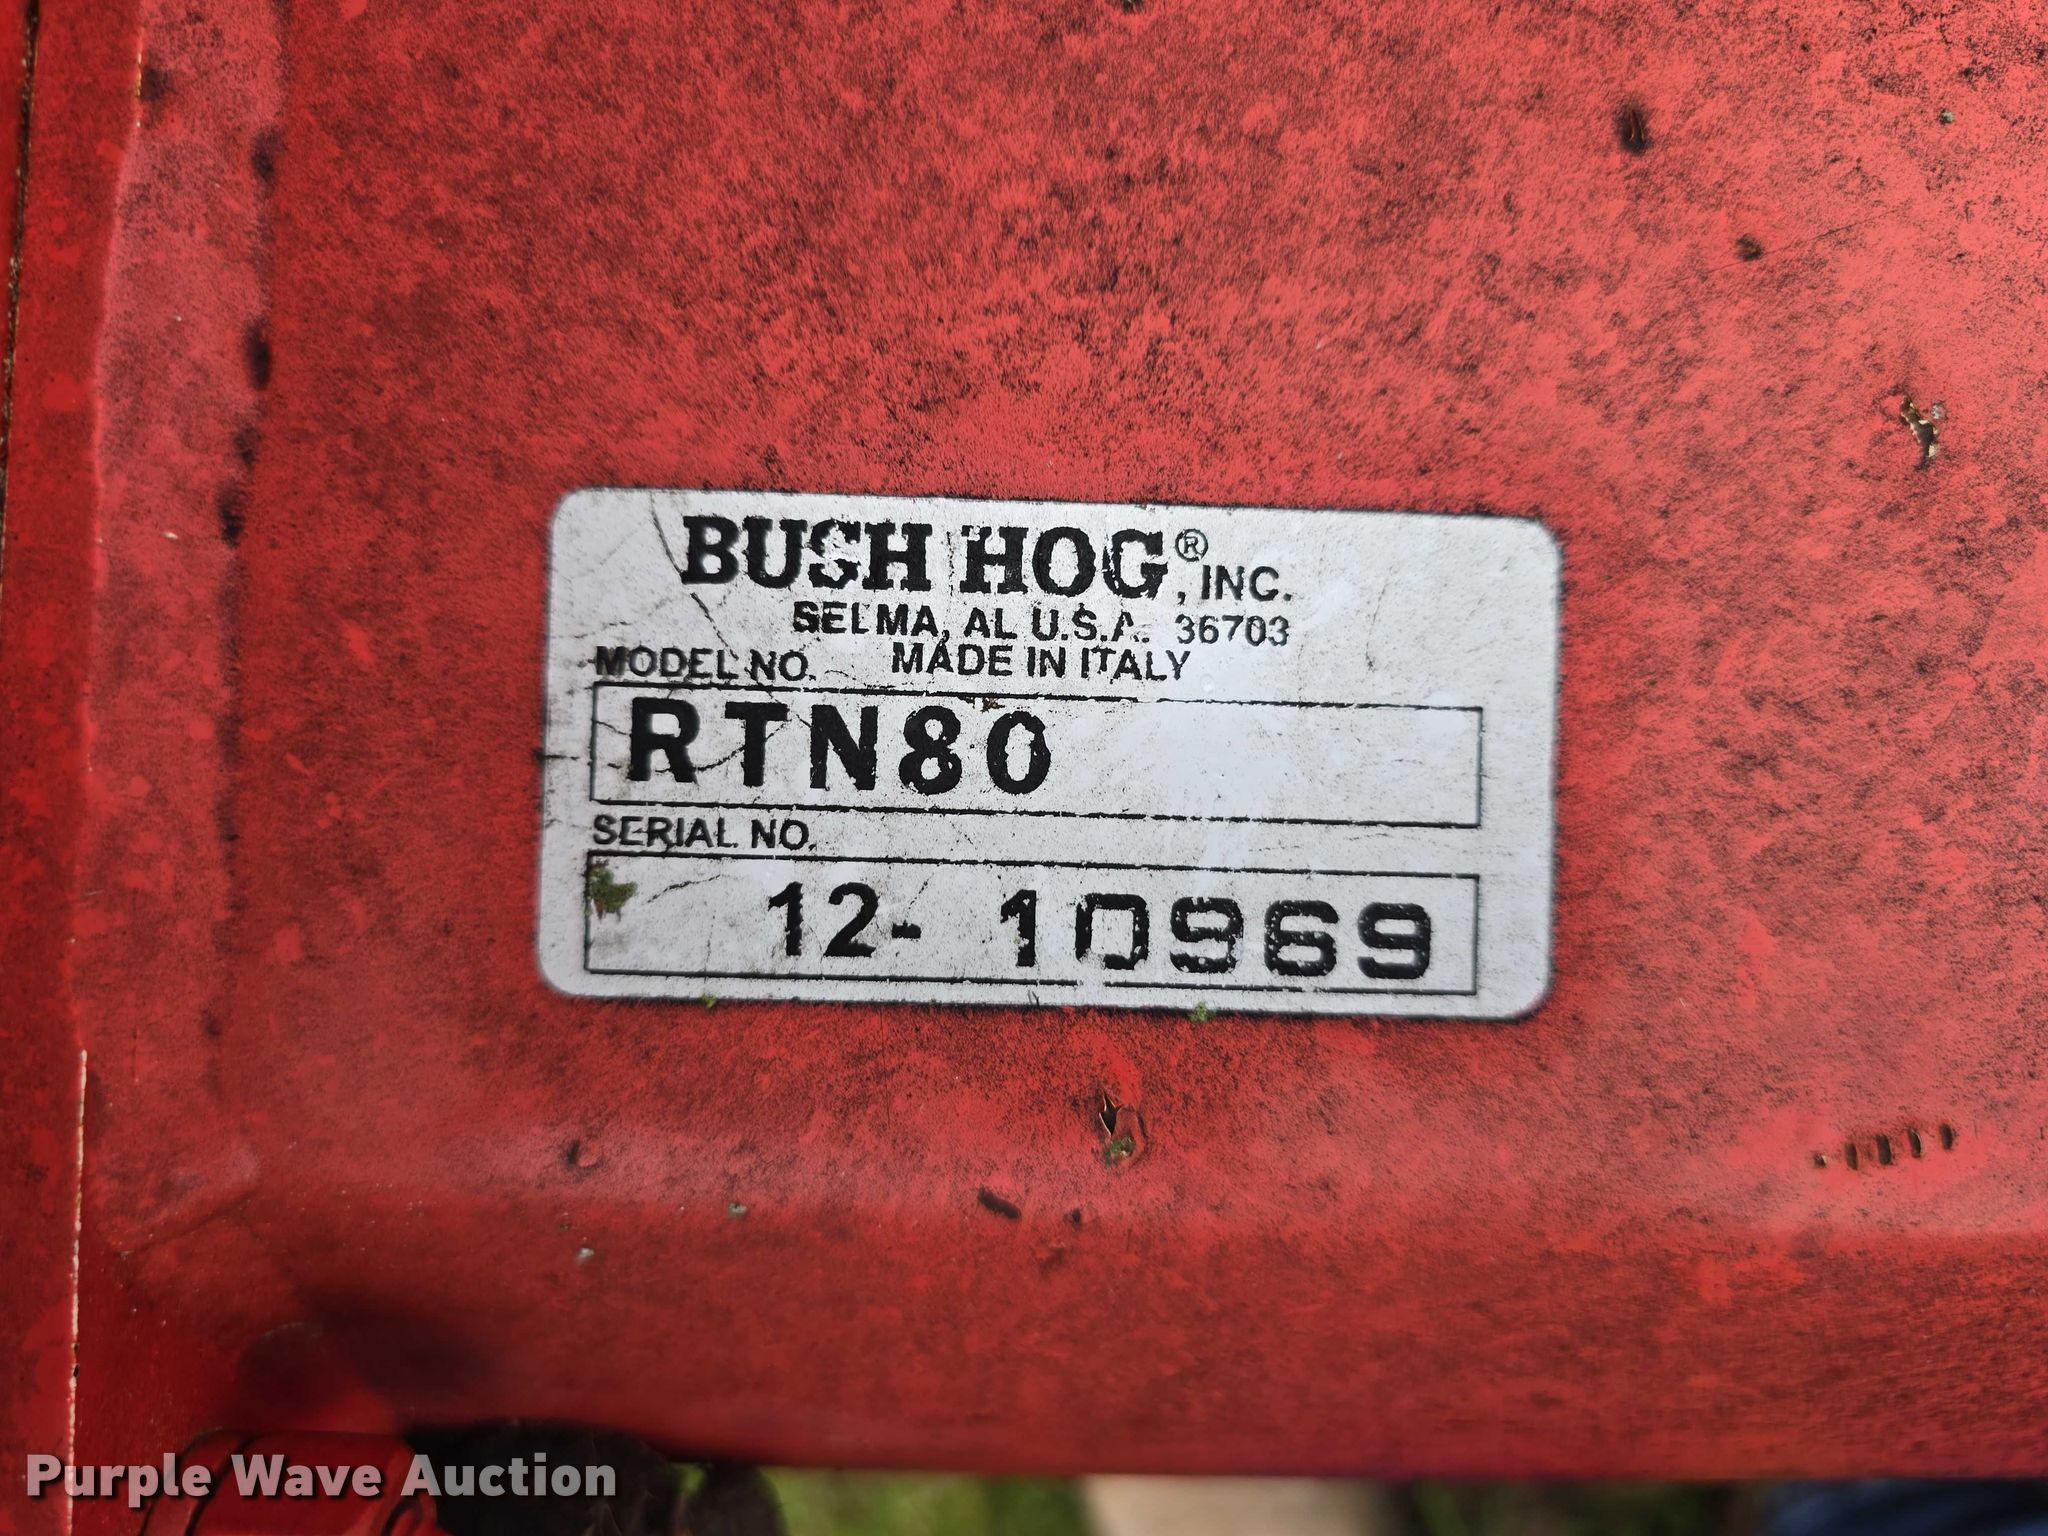 BUSH HOG®, INC.
SELMA, AL U.S.A. 36703
MODEL NO. MADE IN ITALY
RTN80
SERIAL NO.
12- 10969
Purple Wave Auction